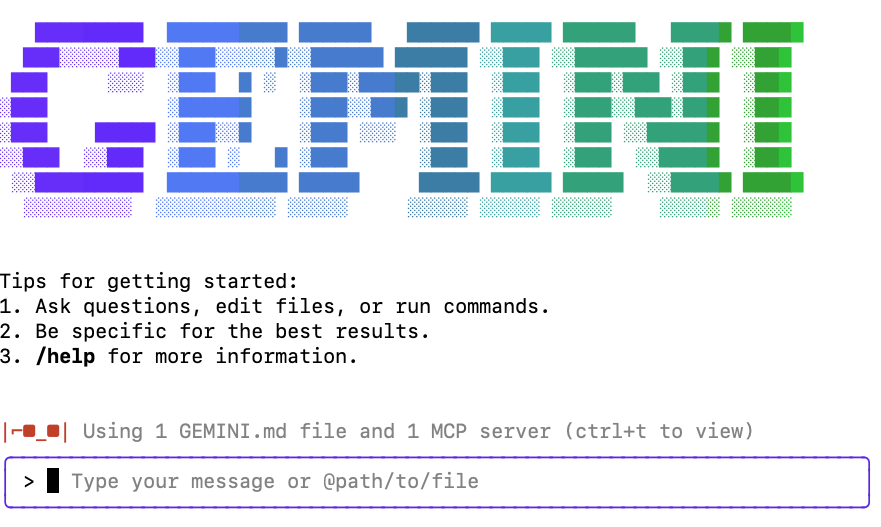 GEMINI
Tips for getting started:
1. Ask questions, edit files, or run commands.
2. Be specific for the best results.
3. /help for more information.
|⌐■_■| Using 1 GEMINI.md file and 1 MCP server (ctrl+t to view)
> Type your message or @path/to/file